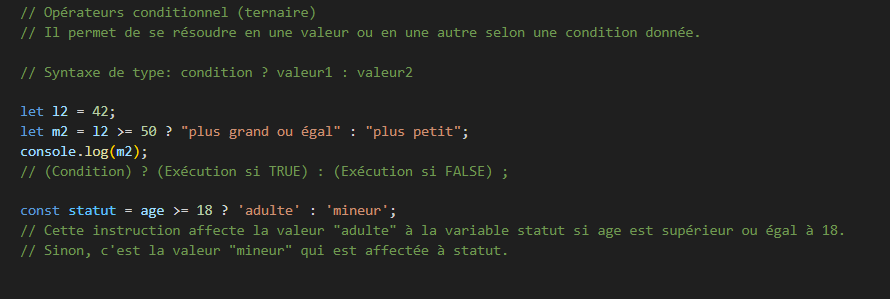 // Opérateurs conditionnel (ternaire)
// Il permet de se résoudre en une valeur ou en une autre selon une condition donnée.
// Syntaxe de type: condition ? valeur1 : valeur2
let l2 = 42;
let m2 = l2 >= 50 ? "plus grand ou égal" : "plus petit";
console.log(m2);
// (Condition) ? (Exécution si TRUE) : (Exécution si FALSE) ;
const statut = age >= 18 ? 'adulte' : 'mineur';
// Cette instruction affecte la valeur "adulte" à la variable statut si age est supérieur ou égal à 18.
// Sinon, c'est la valeur "mineur" qui est affectée à statut.